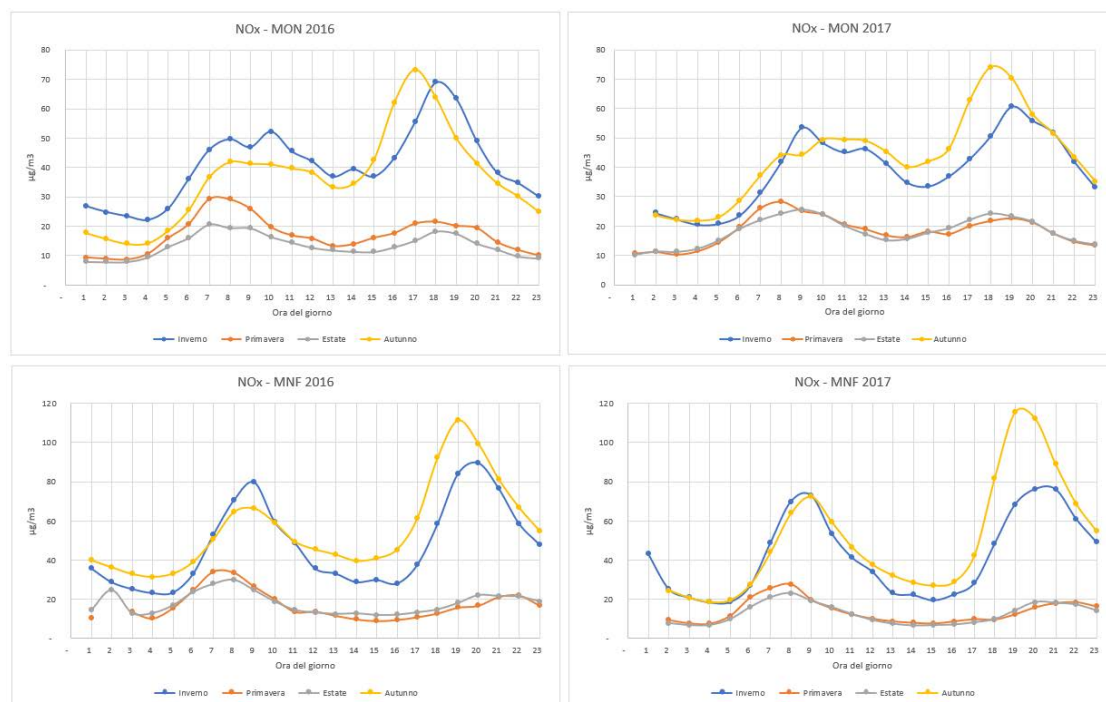 NOx - MON 2016
80
70
60
50
40
30
20
10
-
µg/m3
- 1 2 3 4 5 6 7 8 9 10 11 12 13 14 15 16 17 18 19 20 21 22 23
Ora del giorno
Inverno Primavera Estate Autunno
NOx - MON 2017
80
70
60
50
40
30
20
10
0
µg/m3
- 1 2 3 4 5 6 7 8 9 10 11 12 13 14 15 16 17 18 19 20 21 22 23
Ora del giorno
Inverno Primavera Estate Autunno
NOx - MNF 2016
120
100
80
60
40
20
-
µg/m3
- 1 2 3 4 5 6 7 8 9 10 11 12 13 14 15 16 17 18 19 20 21 22 23
Ora del giorno
Inverno Primavera Estate Autunno
NOx - MNF 2017
120
100
80
60
40
20
-
µg/m3
- 1 2 3 4 5 6 7 8 9 10 11 12 13 14 15 16 17 18 19 20 21 22 23
Ora del giorno
Inverno Primavera Estate Autunno